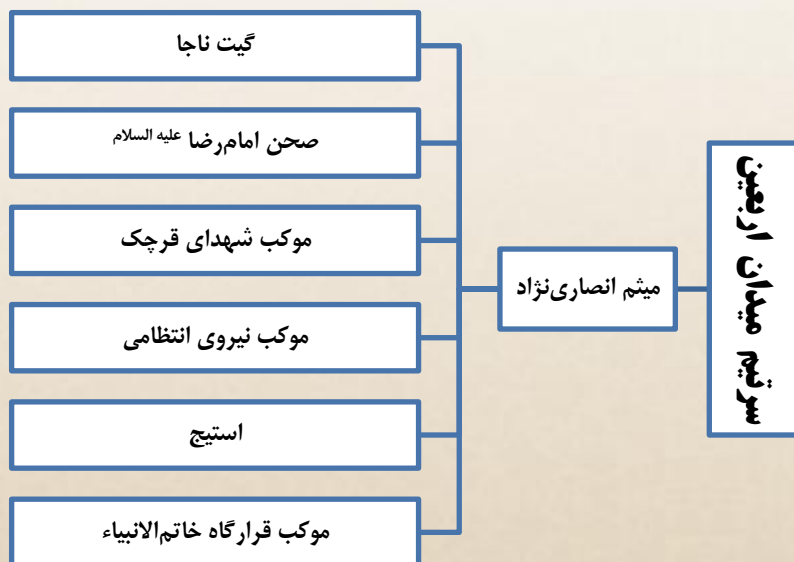 سرتیم میدان اربعین
میثم انصاری‌نژاد
گیت ناجا
صحن امام‌رضا علیه السلام
موکب شهدای قرچک
موکب نیروی انتظامی
استیج
موکب قرارگاه خاتم‌الانبیاء